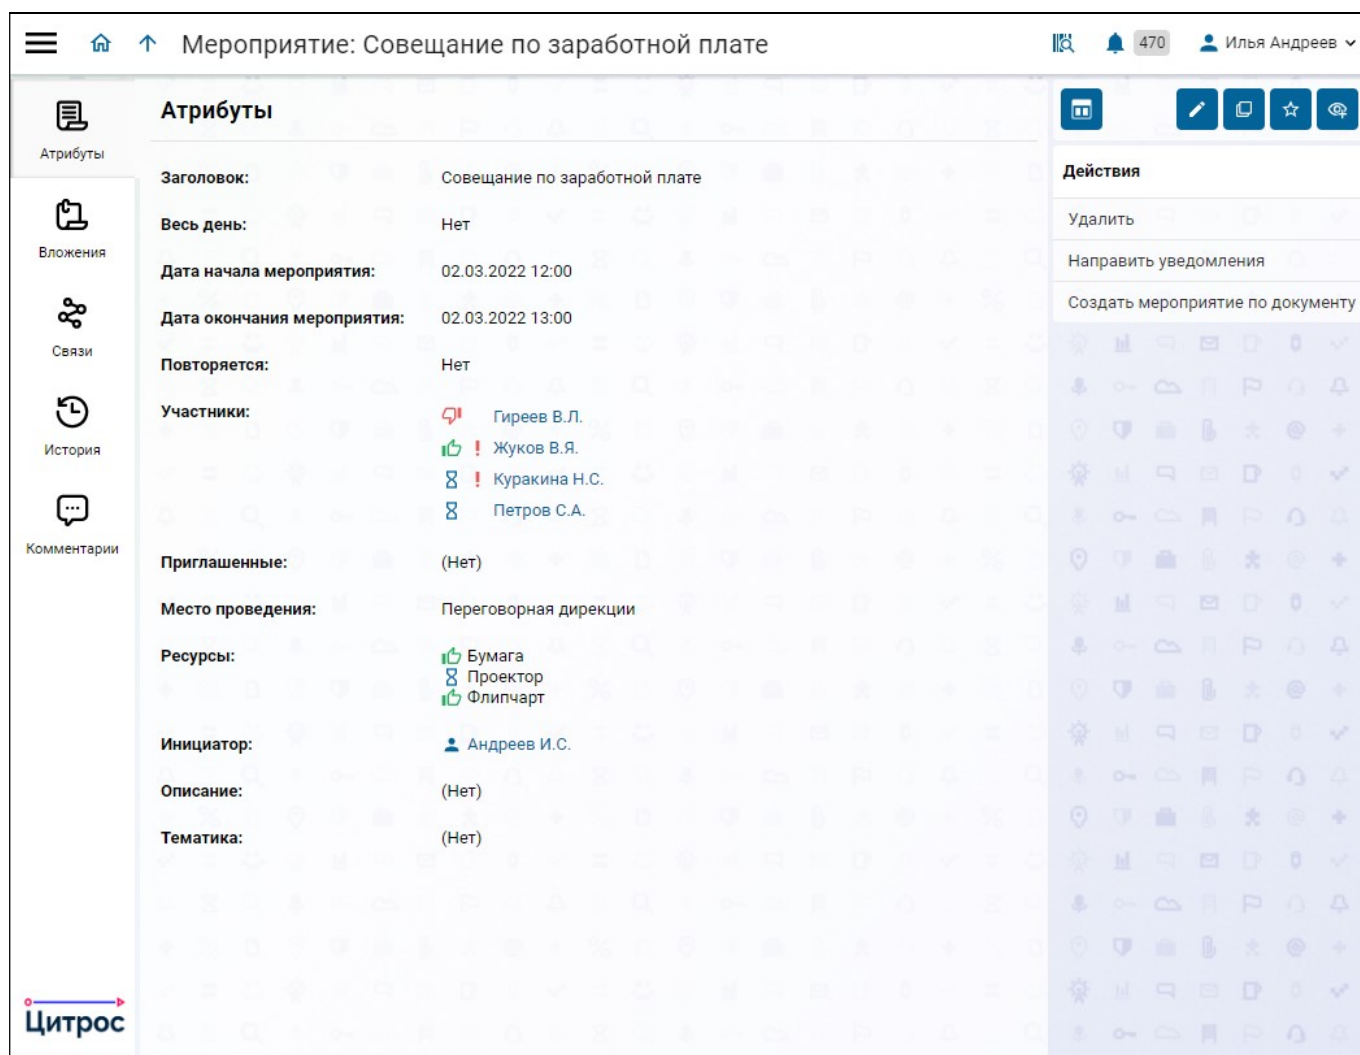 Мероприятие: Совещание по заработной плате
470
Илья Андреев
Атрибуты
Вложения
Связи
История
Комментарии
Атрибуты
Заголовок: Совещание по заработной плате
Весь день: Нет
Дата начала мероприятия: 02.03.2022 12:00
Дата окончания мероприятия: 02.03.2022 13:00
Повторяется: Нет
Участники: Гиреев В.Л.
! Жуков В.Я.
! Куракина Н.С.
Петров С.А.
Приглашенные: (Нет)
Место проведения: Переговорная дирекции
Ресурсы: Бумага
Проектор
Флипчарт
Инициатор: Андреев И.С.
Описание: (Нет)
Тематика: (Нет)
Действия
Удалить
Направить уведомления
Создать мероприятие по документу
Цитрос